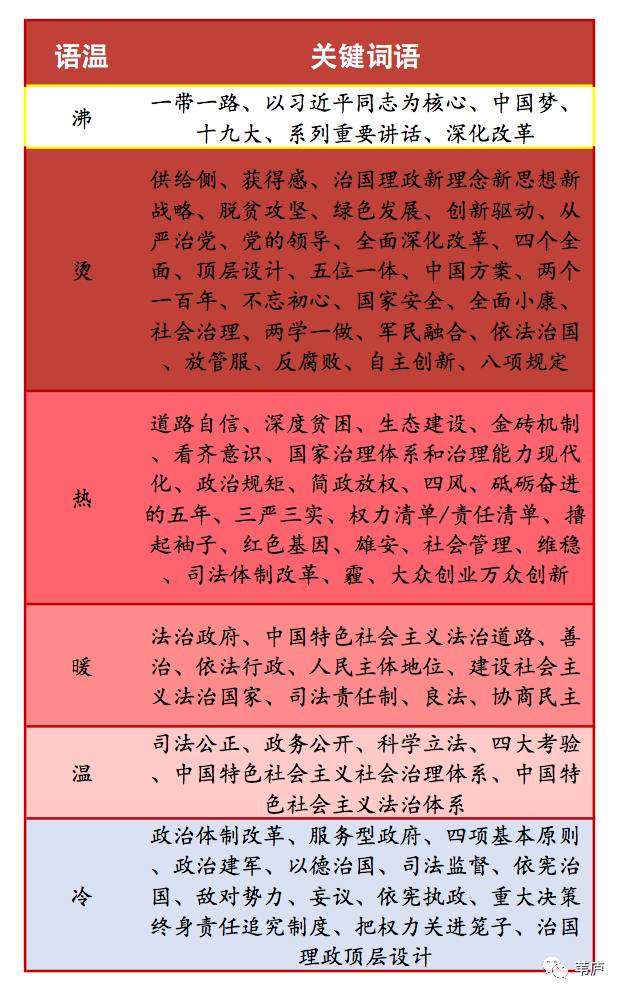 语温 关键词语
沸 一带一路、以习近平同志为核心、中国梦、
十九大、系列重要讲话、深化改革
供给侧、获得感、治国理政新理念新思想新
战略、脱贫攻坚、绿色发展、创新驱动、从
严治党、党的领导、全面深化改革、四个全
烫 面、顶层设计、五位一体、中国方案、两个
一百年、不忘初心、国家安全、全面小康、
社会治理、两学一做、军民融合、依法治国
、放管服、反腐败、自主创新、八项规定
道路自信、深度贫困、生态建设、金砖机制
、看齐意识、国家治理体系和治理能力现代
化、政治规矩、简政放权、四风、砥砺奋进
热 的五年、三严三实、权力清单/责任清单、撸
起袖子、红色基因、雄安、社会管理、维稳
、司法体制改革、霾、大众创业万众创新
法治政府、中国特色社会主义法治道路、善
暖 治、依法行政、人民主体地位、建设社会主
义法治国家、司法责任制、良法、协商民主
司法公正、政务公开、科学立法、四大考验
温 、中国特色社会主义社会治理体系、中国特
色社会主义法治体系
政治体制改革、服务型政府、四项基本原则
、政治建军、以德治国、司法监督、依宪治
冷 国、敌对势力、妄议、依宪执政、重大决策
终身责任追究制度、把权力关进笼子、治国
理政顶层设计
苇庐